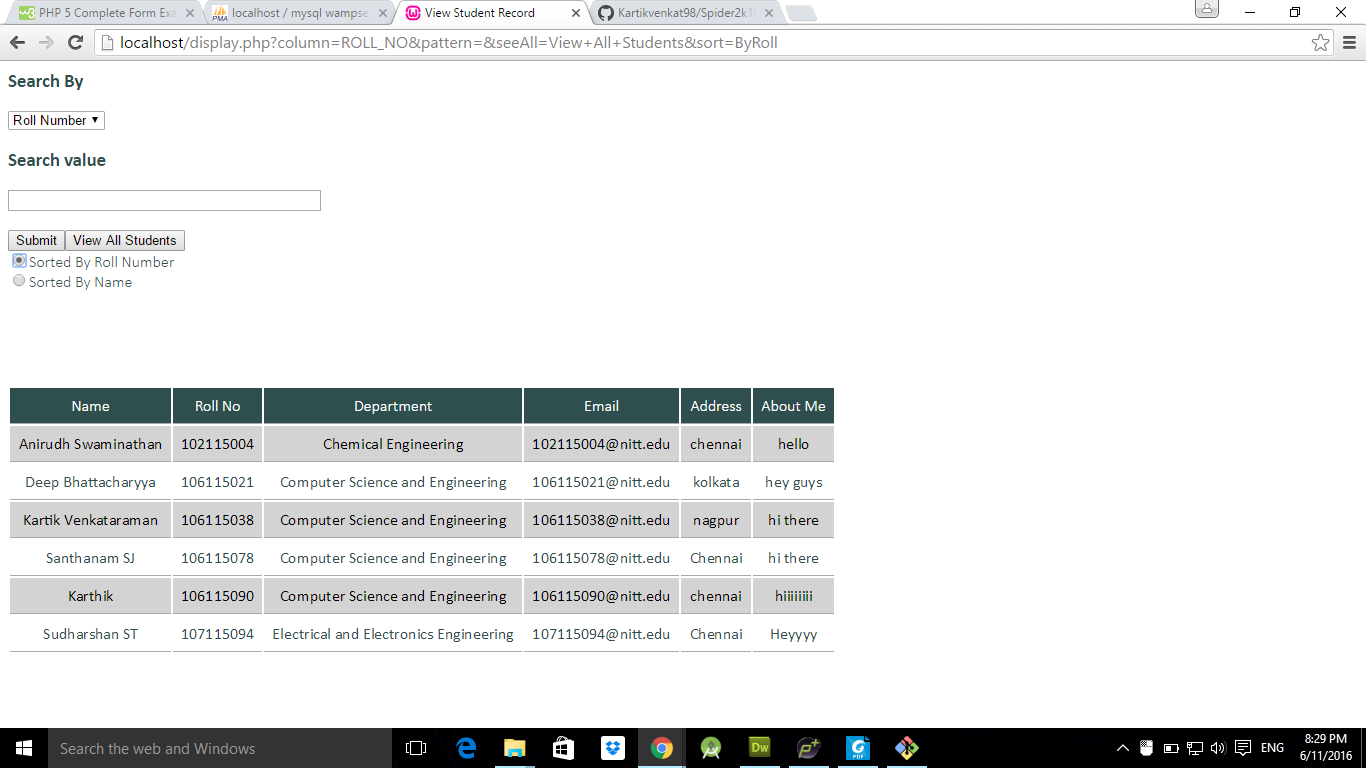 PHP 5 Complete Form Exa
localhost / mysql wampse
View Student Record
Kartikvenkat98/Spider2k1
localhost/display.php?column=ROLL_NO&pattern=&seeAll=View+All+Students&sort=ByRoll
Search By
Roll Number
Search value
Submit View All Students
Sorted By Roll Number
Sorted By Name
Name Roll No Department Email Address About Me
Anirudh Swaminathan 102115004 Chemical Engineering 102115004@nitt.edu chennai hello
Deep Bhattacharyya 106115021 Computer Science and Engineering 106115021@nitt.edu kolkata hey guys
Kartik Venkataraman 106115038 Computer Science and Engineering 106115038@nitt.edu nagpur hi there
Santhanam SJ 106115078 Computer Science and Engineering 106115078@nitt.edu Chennai hi there
Karthik 106115090 Computer Science and Engineering 106115090@nitt.edu chennai hiiiiiiii
Sudharshan ST 107115094 Electrical and Electronics Engineering 107115094@nitt.edu Chennai Heyyyy
Search the web and Windows
ENG
8:29 PM
6/11/2016